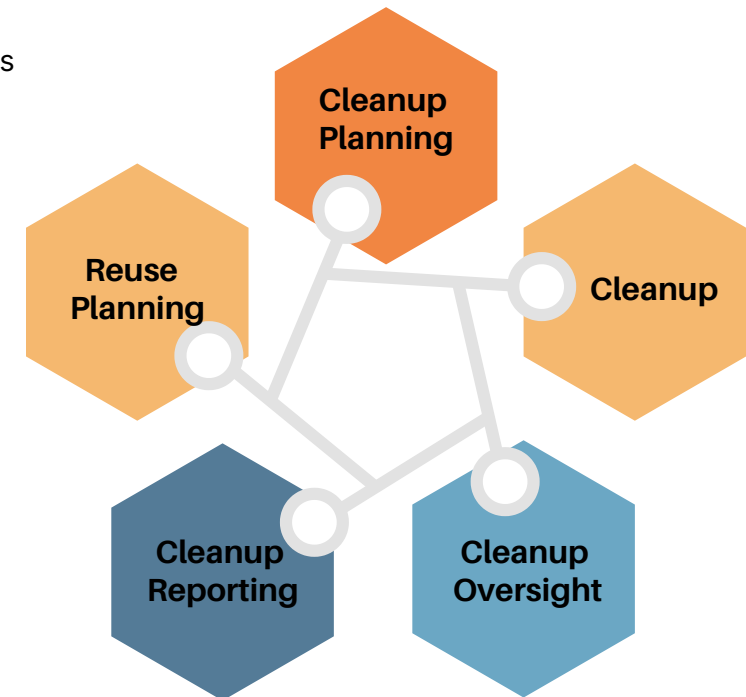 s
Cleanup
Planning
Reuse
Planning
Cleanup
Cleanup
Reporting
Cleanup
Oversight